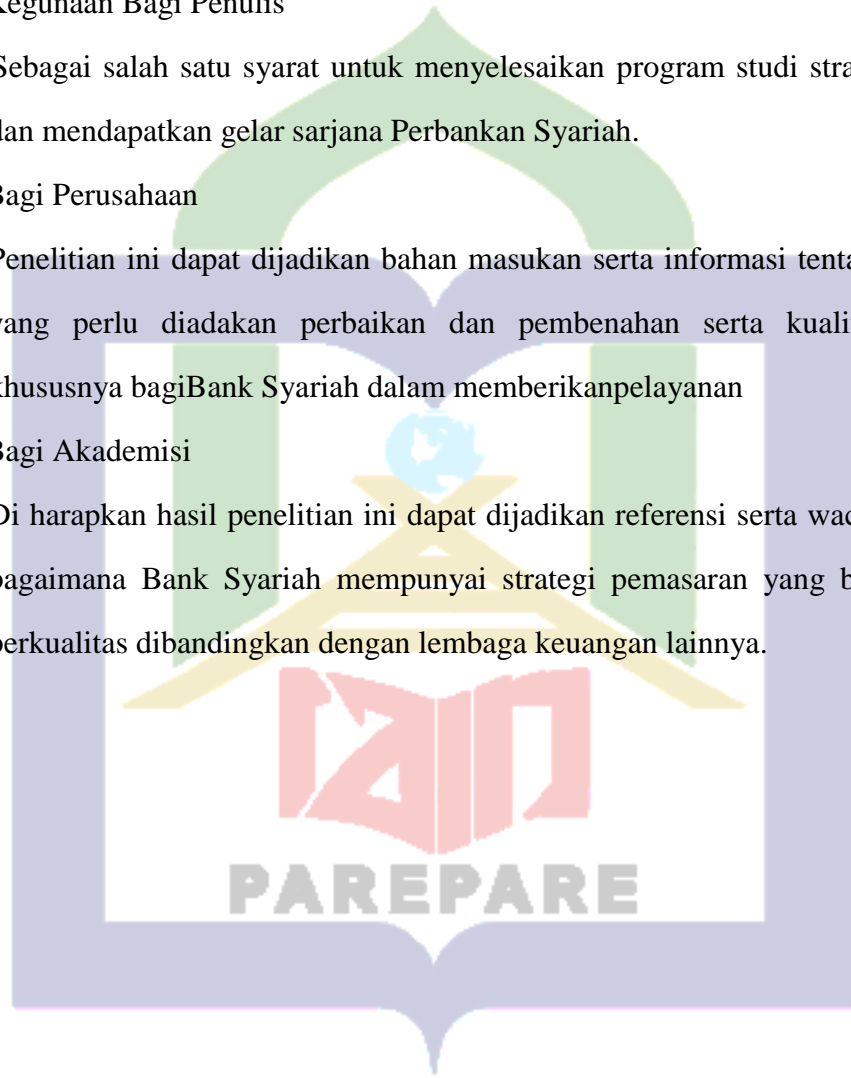 Kegunaan Bagi Penulis
Sebagai salah satu syarat untuk menyelesaikan program studi stra
dan mendapatkan gelar sarjana Perbankan Syariah.
Bagi Perusahaan
Penelitian ini dapat dijadikan bahan masukan serta informasi tenta
yang perlu diadakan perbaikan dan pembenahan serta kuali
khususnya bagiBank Syariah dalam memberikanpelayanan
Bagi Akademisi
Di harapkan hasil penelitian ini dapat dijadikan referensi serta wac
bagaimana Bank Syariah mempunyai strategi pemasaran yang b
berkualitas dibandingkan dengan lembaga keuangan lainnya.
iain
PAREPARE